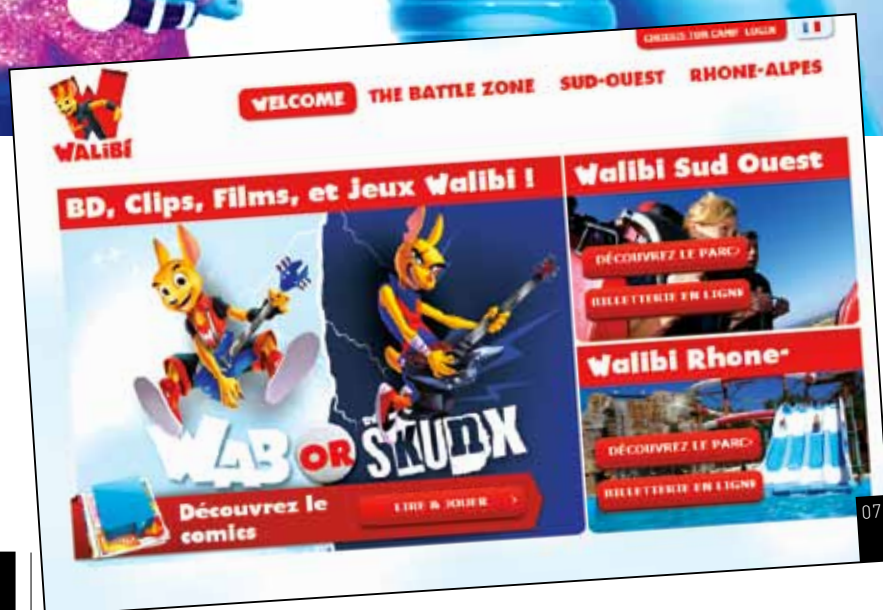 CHOISIS TON CAMP LOGIN
WALiBi
WELCOME THE BATTLE ZONE SUD-OUEST RHONE-ALPES
BD, Clips, Films, et Jeux Walibi !
WAB OR SKUNX
Découvrez le
comics
LIRE & JOUER
Walibi Sud Ouest
DÉCOUVREZ LE PARC
BILLETTERIE EN LIGNE
Walibi Rhone-
DÉCOUVREZ LE PARC
BILLETTERIE EN LIGNE
07